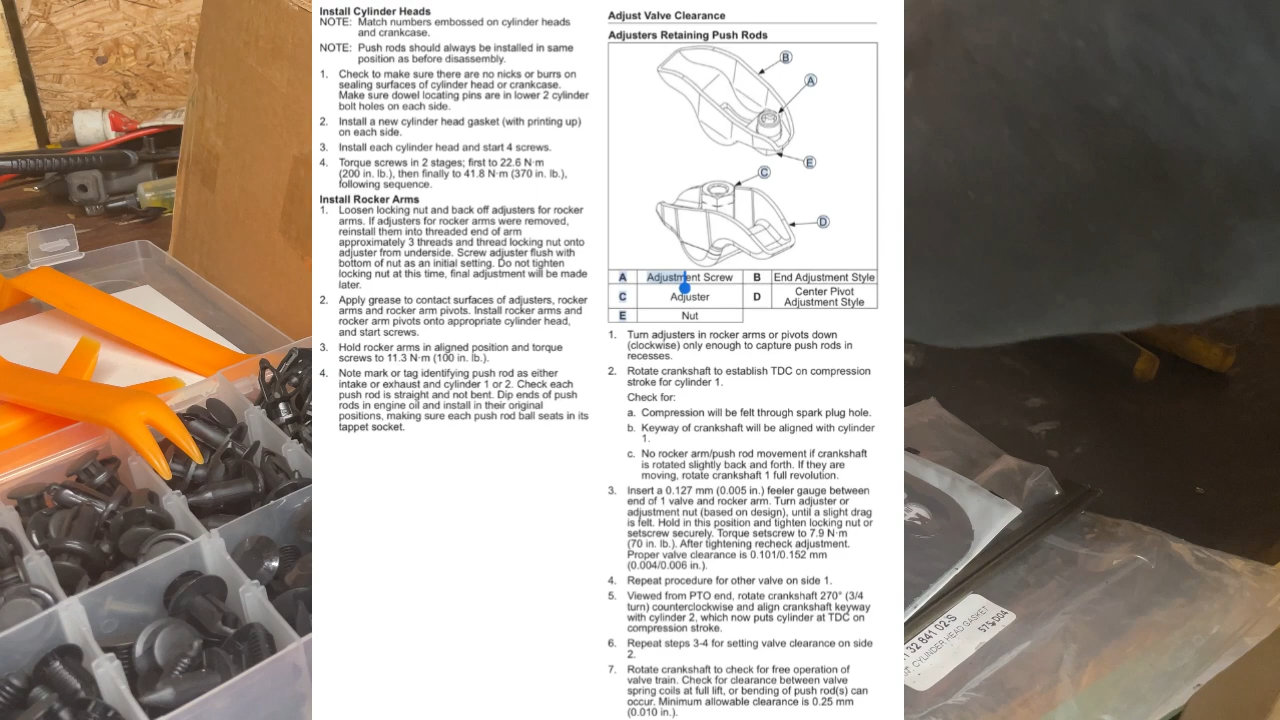 Install Cylinder Heads
NOTE: Match numbers embossed on cylinder heads
and crankcase.
NOTE: Push rods should always be installed in same
position as before disassembly.
1. Check to make sure there are no nicks or burrs on
sealing surfaces of cylinder head or crankcase.
Make sure dowel locating pins are in lower 2 cylinder
bolt holes on each side.
2. Install a new cylinder head gasket (with printing up)
on each side.
3. Install each cylinder head and start 4 screws.
4. Torque screws in 2 stages; first to 22.6 N·m
(200 in. lb.), then finally to 41.8 N·m (370 in. lb.),
following sequence.
Install Rocker Arms
1. Loosen locking nut and back off adjusters for rocker
arms. If adjusters for rocker arms were removed,
reinstall them into threaded end of arm
approximately 3 threads and thread locking nut onto
adjuster from underside. Screw adjuster flush with
bottom of nut as an initial setting. Do not tighten
locking nut at this time, final adjustment will be made
later.
2. Apply grease to contact surfaces of adjusters, rocker
arms and rocker arm pivots. Install rocker arms and
rocker arm pivots onto appropriate cylinder head,
and start screws.
3. Hold rocker arms in aligned position and torque
screws to 11.3 N·m (100 in. lb.).
4. Note mark or tag identifying push rod as either
intake or exhaust and cylinder 1 or 2. Check each
push rod is straight and not bent. Dip ends of push
rods in engine oil and install in their original
positions, making sure each push rod ball seats in its
tappet socket.
Adjust Valve Clearance
Adjusters Retaining Push Rods
B
A
E
C
D
A Adjustment Screw B End Adjustment Style
C Adjuster D Center Pivot
Adjustment Style
E Nut
1. Turn adjusters in rocker arms or pivots down
(clockwise) only enough to capture push rods in
recesses.
2. Rotate crankshaft to establish TDC on compression
stroke for cylinder 1.
Check for:
a. Compression will be felt through spark plug hole.
b. Keyway of crankshaft will be aligned with cylinder
1.
c. No rocker arm/push rod movement if crankshaft
is rotated slightly back and forth. If they are
moving, rotate crankshaft 1 full revolution.
3. Insert a 0.127 mm (0.005 in.) feeler gauge between
end of 1 valve and rocker arm. Turn adjuster or
adjustment nut (based on design), until a slight drag
is felt. Hold in this position and tighten locking nut or
setscrew securely. Torque setscrew to 7.9 N·m
(70 in. lb.). After tightening recheck adjustment.
Proper valve clearance is 0.101/0.152 mm
(0.004/0.006 in.).
4. Repeat procedure for other valve on side 1.
5. Viewed from PTO end, rotate crankshaft 270° (3/4
turn) counterclockwise and align crankshaft keyway
with cylinder 2, which now puts cylinder at TDC on
compression stroke.
6. Repeat steps 3-4 for setting valve clearance on side
2.
7. Rotate crankshaft to check for free operation of
valve train. Check for clearance between valve
spring coils at full lift, or bending of push rod(s) can
occur. Minimum allowable clearance is 0.25 mm
(0.010 in.).
32 841 02-S
CYLINDER HEAD GASKET